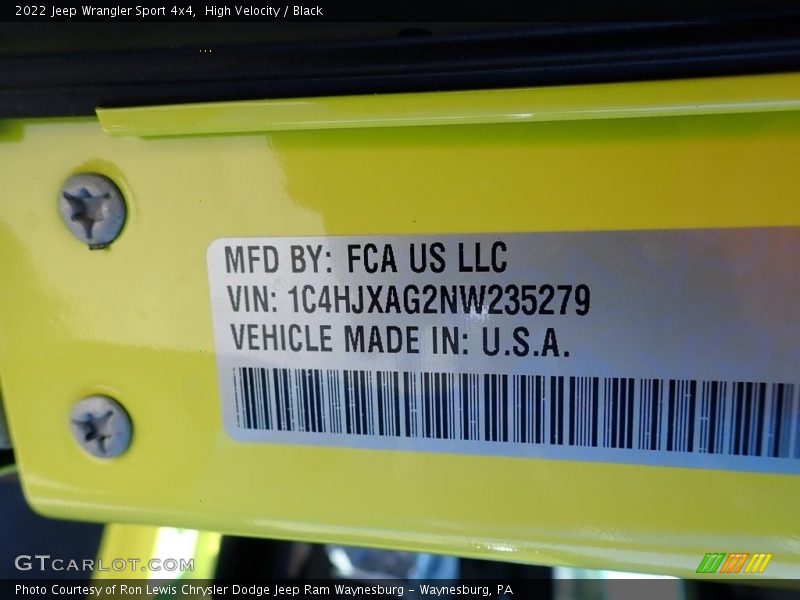 2022 Jeep Wrangler Sport 4x4, High Velocity / Black
MFD BY: FCA US LLC
VIN: 1C4HJXAG2NW235279
VEHICLE MADE IN: U.S.A.
GTCARLOT.COM
Photo Courtesy of Ron Lewis Chrysler Dodge Jeep Ram Waynesburg - Waynesburg, PA